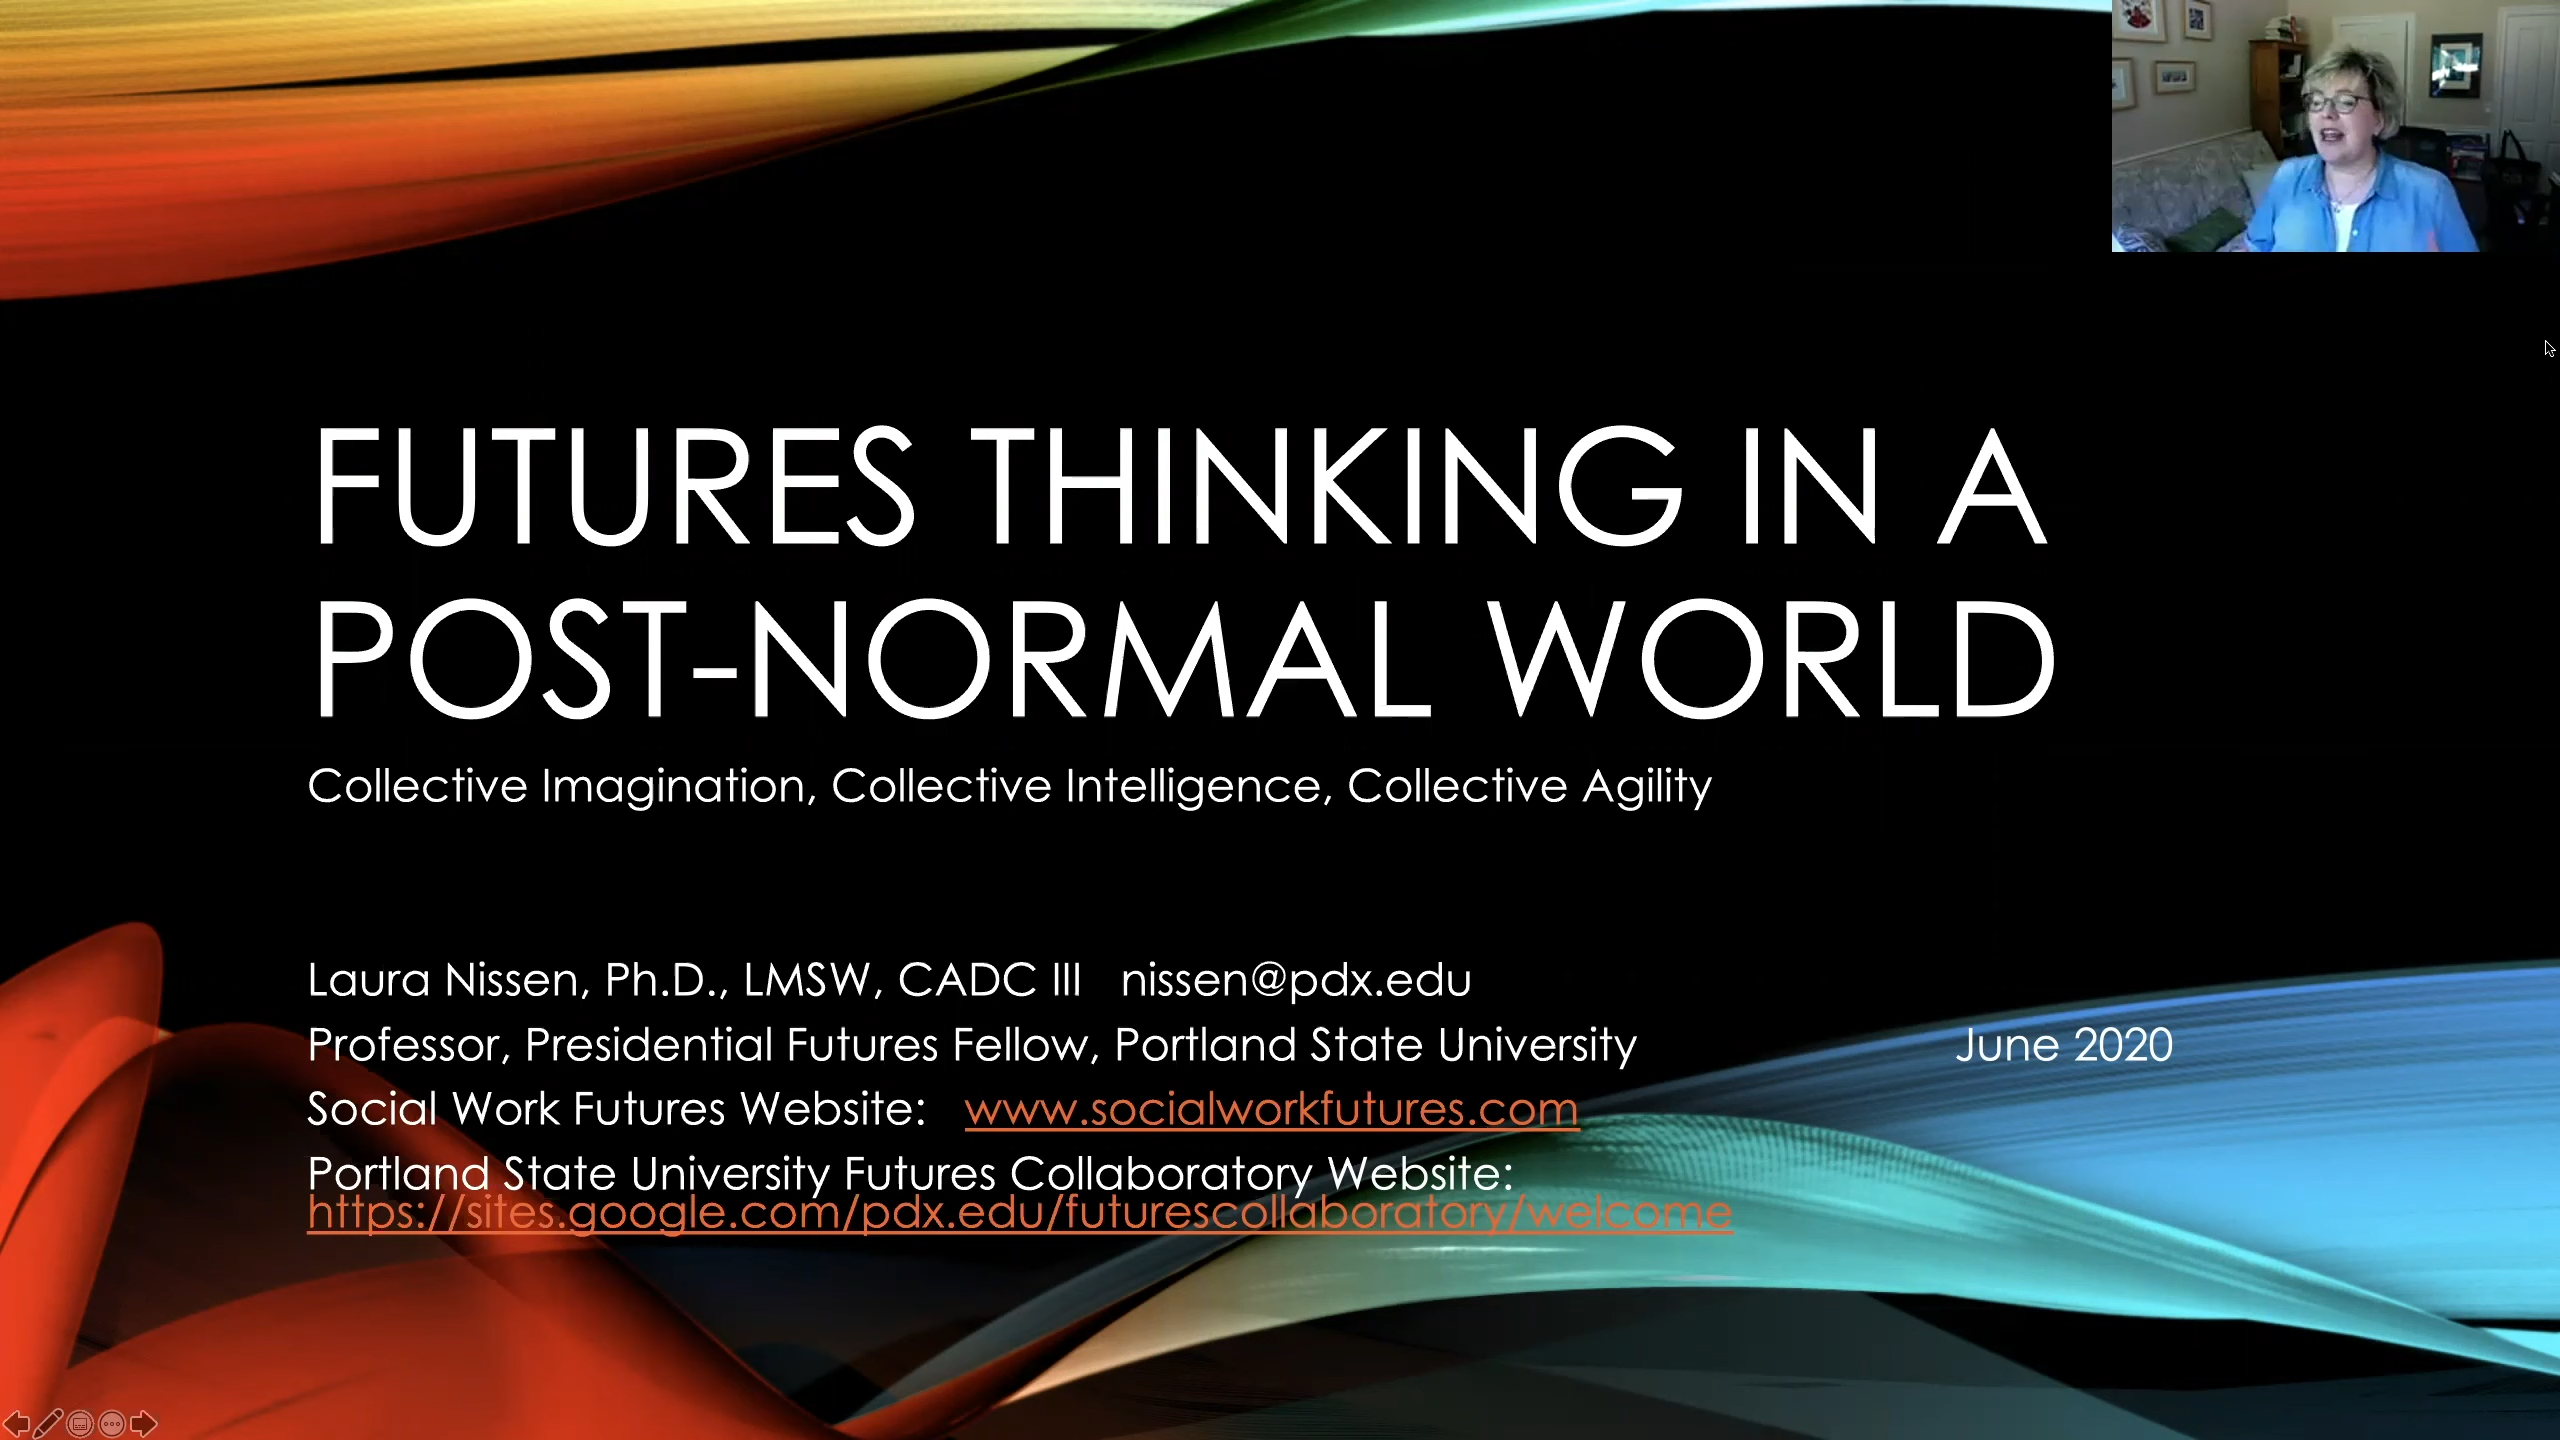 FUTURES THINKING IN A
POST-NORMAL WORLD
Collective Imagination, Collective Intelligence, Collective Agility
Laura Nissen, Ph.D., LMSW, CADC III nissen@pdx.edu
Professor, Presidential Futures Fellow, Portland State University June 2020
Social Work Futures Website: www.socialworkfutures.com
Portland State University Futures Collaboratory Website:
https://sites.google.com/pdx.edu/futurescollaboratory/welcome